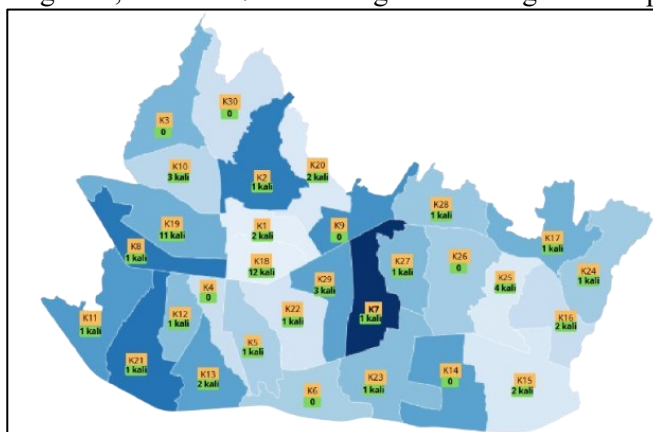 K3
0
K30
0
K10
3 kali
K2
1 kali
K20
2 kali
K19
11 kali
K1
2 kali
K9
0
K28
1 kali
K17
1 kali
K8
1 kali
K18
12 kali
K27
1 kali
K26
0
K24
1 kali
K4
0
K29
3 kali
K25
4 kali
K11
1 kali
K12
1 kali
K22
1 kali
K7
1 kali
K16
2 kali
K21
1 kali
K13
2 kali
K5
1 kali
K6
0
K23
1 kali
K14
0
K15
2 kali